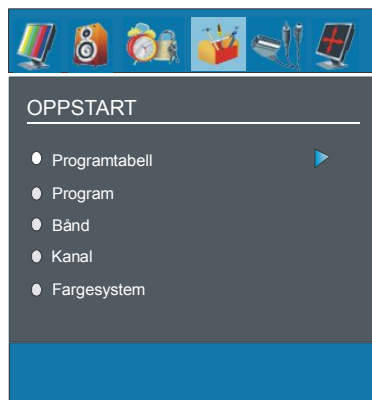 OPPSTART
Programtabell
Program
Bånd
Kanal
Fargesystem